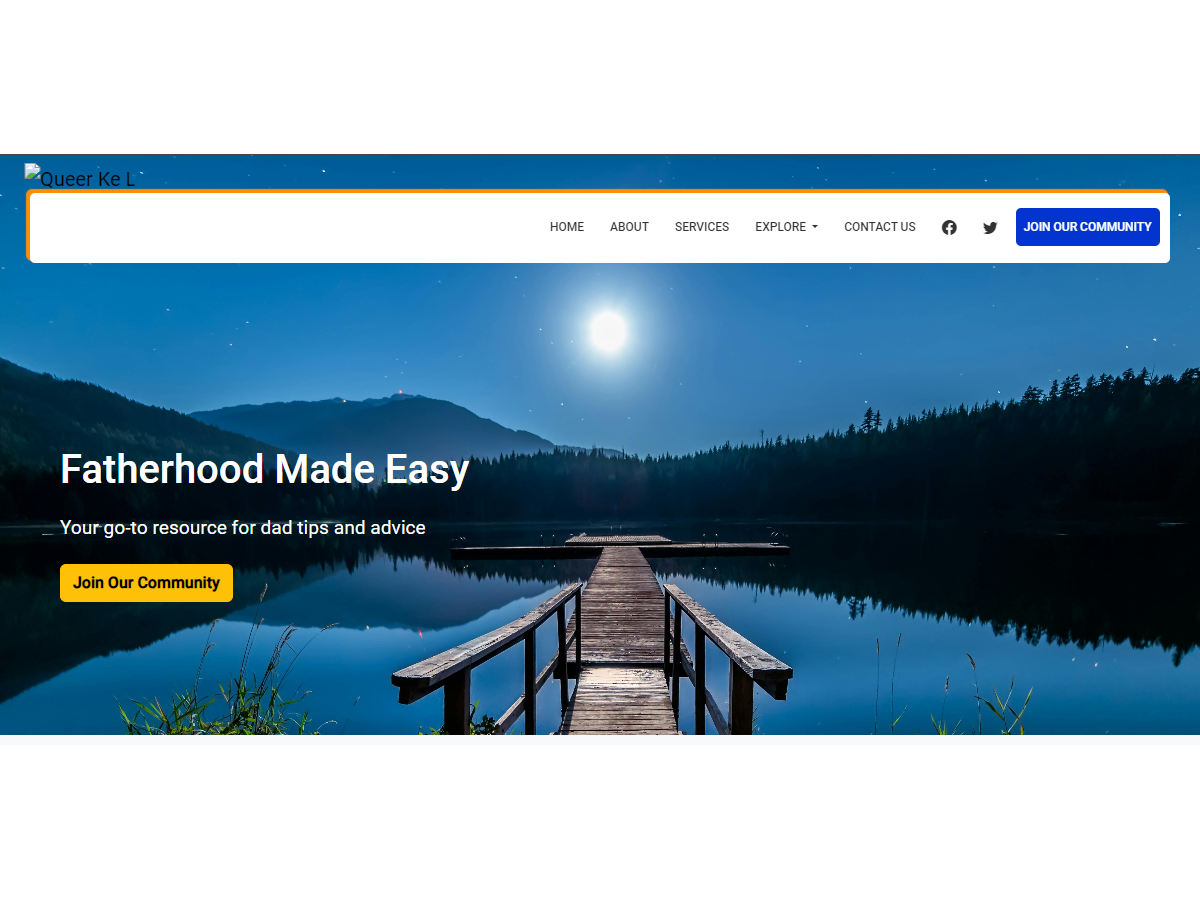 Queer Ke L
HOME ABOUT SERVICES EXPLORE CONTACT US JOIN OUR COMMUNITY
Fatherhood Made Easy
Your go-to resource for dad tips and advice
Join Our Community